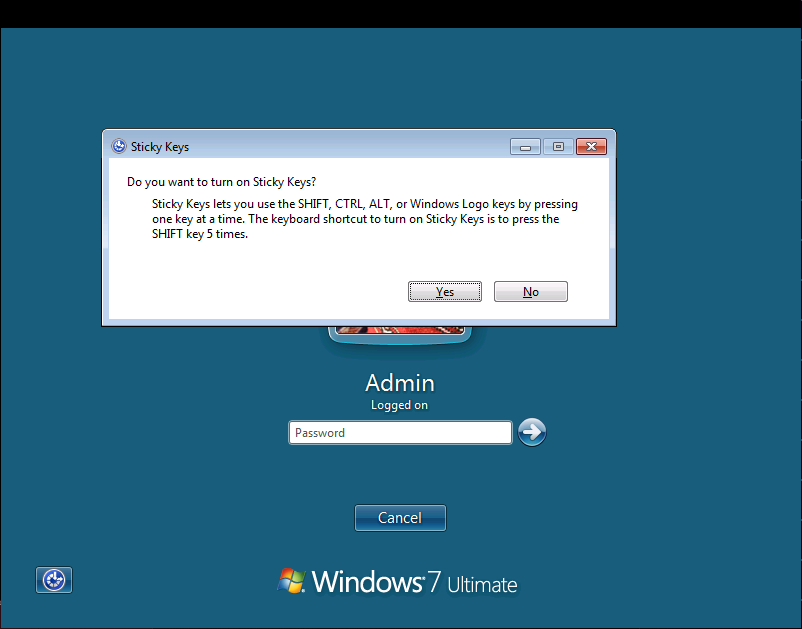 Sticky Keys
Do you want to turn on Sticky Keys?
Sticky Keys lets you use the SHIFT, CTRL, ALT, or Windows Logo keys by pressing
one key at a time. The keyboard shortcut to turn on Sticky Keys is to press the
SHIFT key 5 times.
Yes No
Admin
Logged on
Password
Cancel
Windows 7 Ultimate